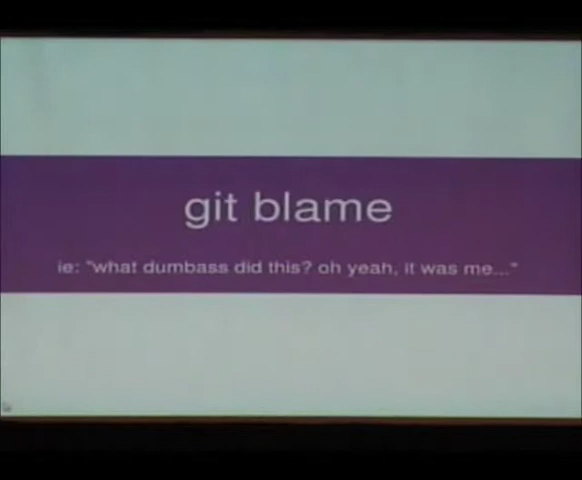 git blame
ie: "what dumbass did this? oh yeah, it was me..."